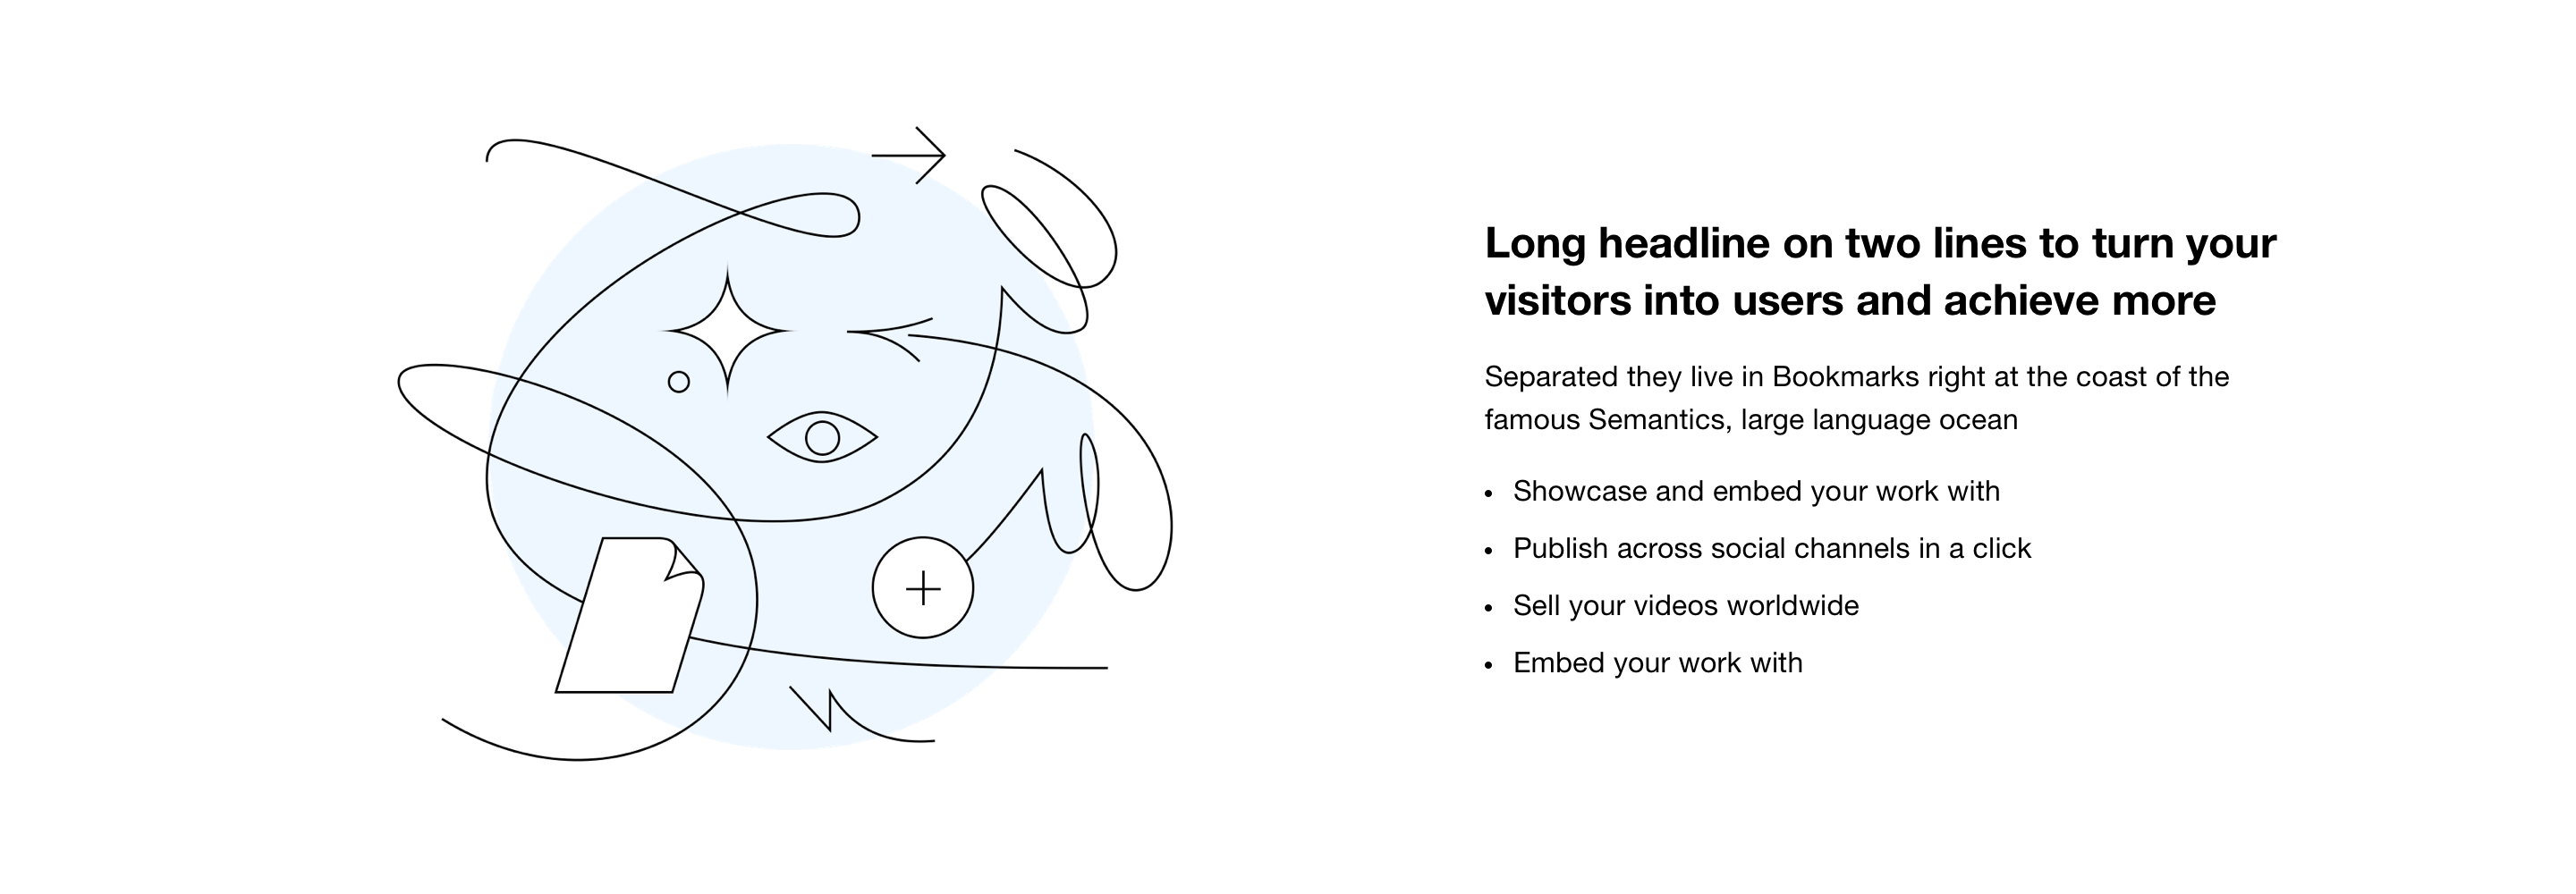 Long headline on two lines to turn your
visitors into users and achieve more
Separated they live in Bookmarks right at the coast of the
famous Semantics, large language ocean
• Showcase and embed your work with
• Publish across social channels in a click
• Sell your videos worldwide
• Embed your work with